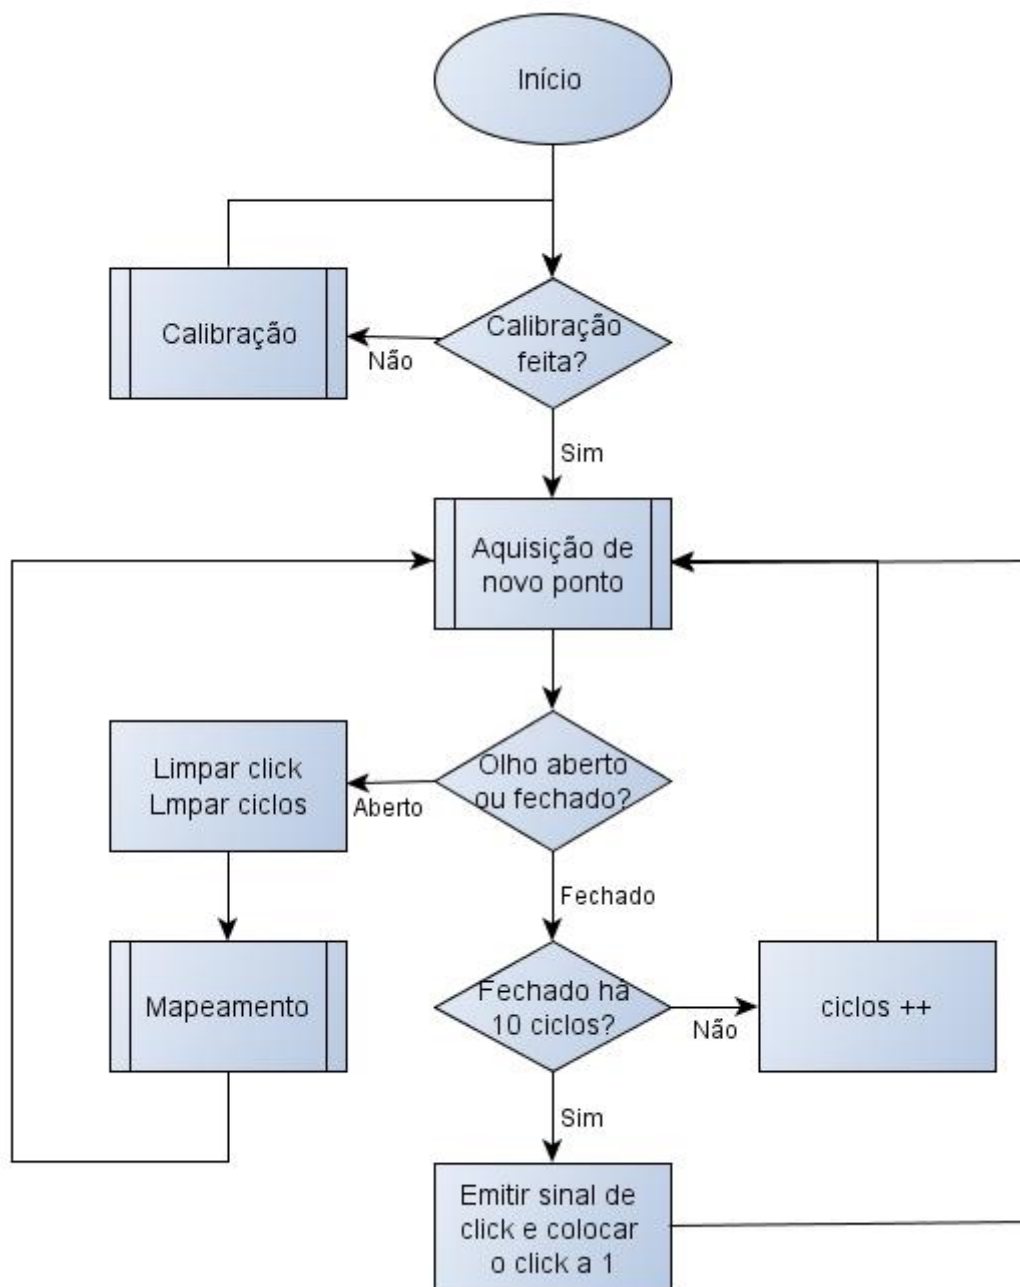 Início
Calibração
Não
Calibração
feita?
Sim
Aquisição de
novo ponto
Limpar click
Lmpar ciclos
Aberto
Olho aberto
ou fechado?
Fechado
Mapeamento
Fechado há
10 ciclos?
Não
ciclos ++
Sim
Emitir sinal de
click e colocar
o click a 1